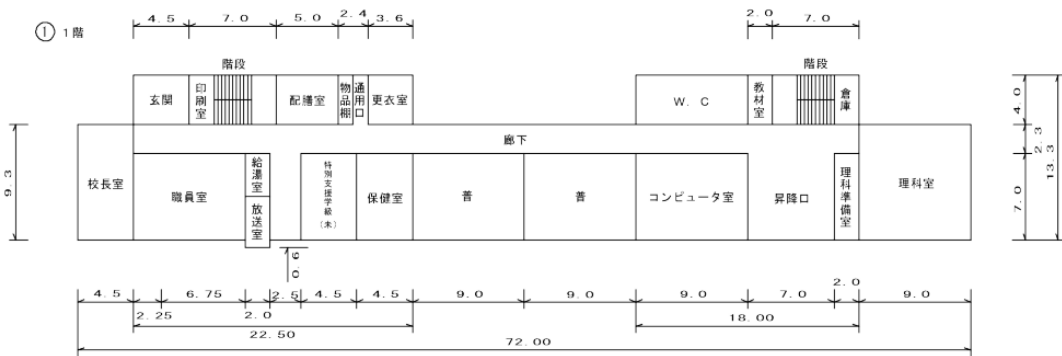 4.5 7.0 5.0 2.4 3.6 2.0 7.0
① 1階
階段 階段
玄関 印刷室 配膳室 物品棚 通用口 更衣室 W.C 教材室 倉庫 4.0
廊下 2.3
9.3 13.3
校長室 職員室 給湯室 特別支援学級(未) 保健室 普 普 コンピュータ室 昇降口 理科準備室 理科室 7.0
放送室
0.6
4.5 6.75 2.5 4.5 4.5 9.0 9.0 9.0 7.0 2.0 9.0
2.25 2.0
22.50 18.00
72.00